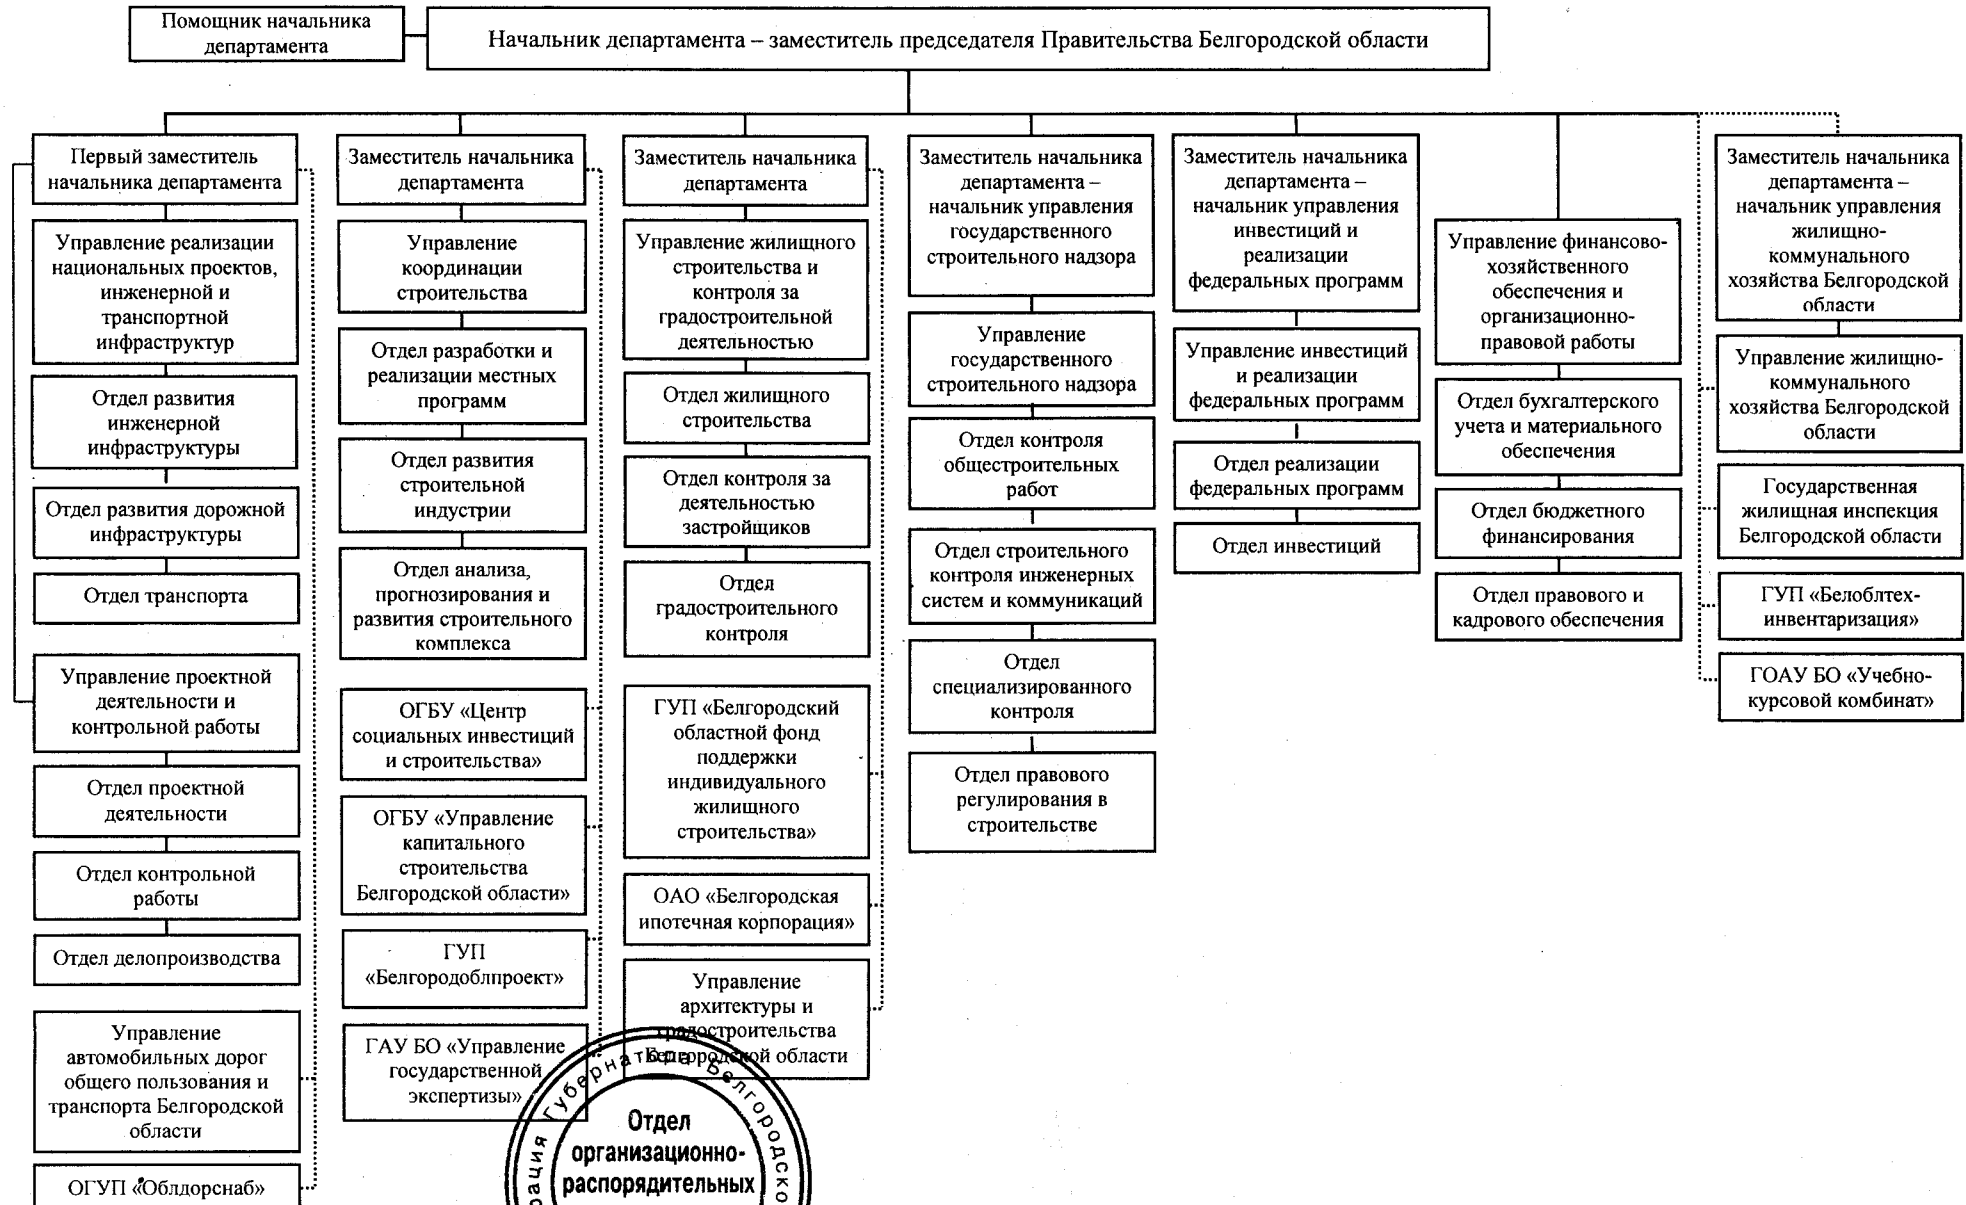 Помощник начальника
департамента
Начальник департамента – заместитель председателя Правительства Белгородской области
Первый заместитель
начальника департамента
Управление реализации
национальных проектов,
инженерной и
транспортной
инфраструктур
Отдел развития
инженерной
инфраструктуры
Отдел развития дорожной
инфраструктуры
Отдел транспорта
Управление проектной
деятельности и
контрольной работы
Отдел проектной
деятельности
Отдел контрольной
работы
Отдел делопроизводства
Управление
автомобильных дорог
общего пользования и
транспорта Белгородской
области
ОГУП «Облдорснаб»
Заместитель начальника
департамента
Управление
координации
строительства
Отдел разработки и
реализации местных
программ
Отдел развития
строительной
индустрии
Отдел анализа,
прогнозирования и
развития строительного
комплекса
ОГБУ «Центр
социальных инвестиций
и строительства»
ОГБУ «Управление
капитального
строительства
Белгородской области»
ГУП
«Белгородоблпроект»
ГАУ БО «Управление
государственной
экспертизы»
Заместитель начальника
департамента
Управление жилищного
строительства и
контроля за
градостроительной
деятельностью
Отдел жилищного
строительства
Отдел контроля за
деятельностью
застройщиков
Отдел
градостроительного
контроля
ГУП «Белгородский
областной фонд
поддержки
индивидуального
жилищного
строительства»
ОАО «Белгородская
ипотечная корпорация»
Управление
архитектуры и
градостроительства
Белгородской области
Заместитель начальника
департамента –
начальник управления
государственного
строительного надзора
Управление
государственного
строительного надзора
Отдел контроля
общестроительных
работ
Отдел строительного
контроля инженерных
систем и коммуникаций
Отдел
специализированного
контроля
Отдел правового
регулирования в
строительстве
Заместитель начальника
департамента –
начальник управления
инвестиций и
реализации
федеральных программ
Управление инвестиций
и реализации
федеральных программ
Отдел реализации
федеральных программ
Отдел инвестиций
Управление финансово-
хозяйственного
обеспечения и
организационно-
правовой работы
Отдел бухгалтерского
учета и материального
обеспечения
Отдел бюджетного
финансирования
Отдел правового и
кадрового обеспечения
Заместитель начальника
департамента –
начальник управления
жилищно-
коммунального
хозяйства Белгородской
области
Управление жилищно-
коммунального
хозяйства Белгородской
области
Государственная
жилищная инспекция
Белгородской области
ГУП «Белоблтех-
инвентаризация»
ГОАУ БО «Учебно-
курсовой комбинат»
рация Губернатора Белгородско
Отдел
организационно-
распорядительных